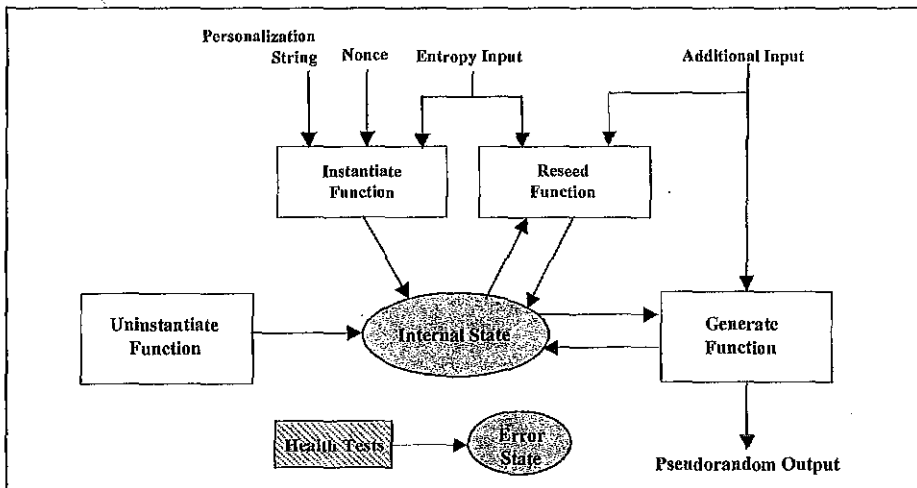 Personalization
String
Nonce
Entropy Input
Additional Input
Instantiate
Function
Reseed
Function
Uninstantiate
Function
Internal State
Generate
Function
Health Tests
Error
State
Pseudorandom Output